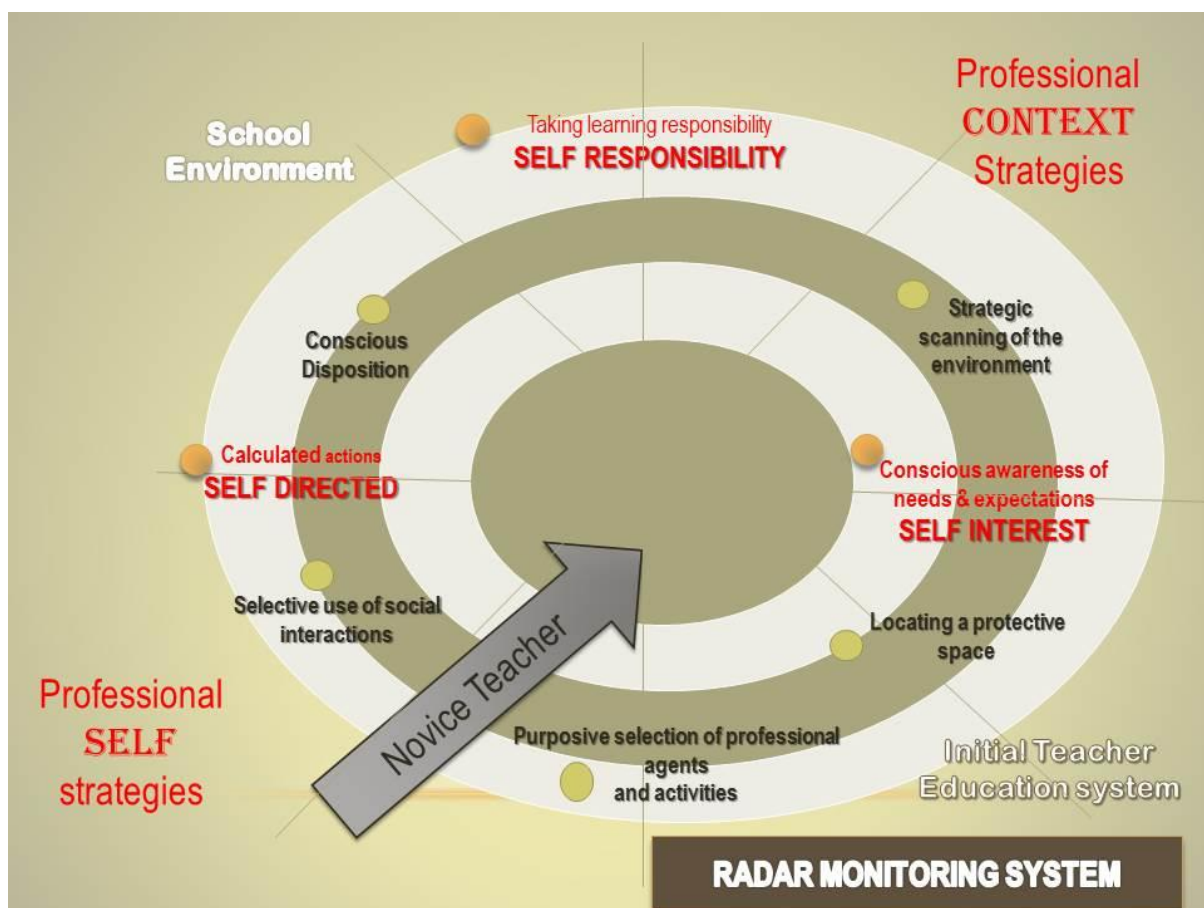 Professional
CONTEXT
Strategies
School
Environment
Taking learning responsibility
SELF RESPONSIBILITY
Conscious
Disposition
Strategic
scanning of the
environment
Calculated actions
SELF DIRECTED
Conscious awareness of
needs & expectations
SELF INTEREST
Selective use of social
interactions
Locating a protective
space
Novice Teacher
Professional
SELF
strategies
Purposive selection of professional
agents
and activities
Initial Teacher
Education system
RADAR MONITORING SYSTEM